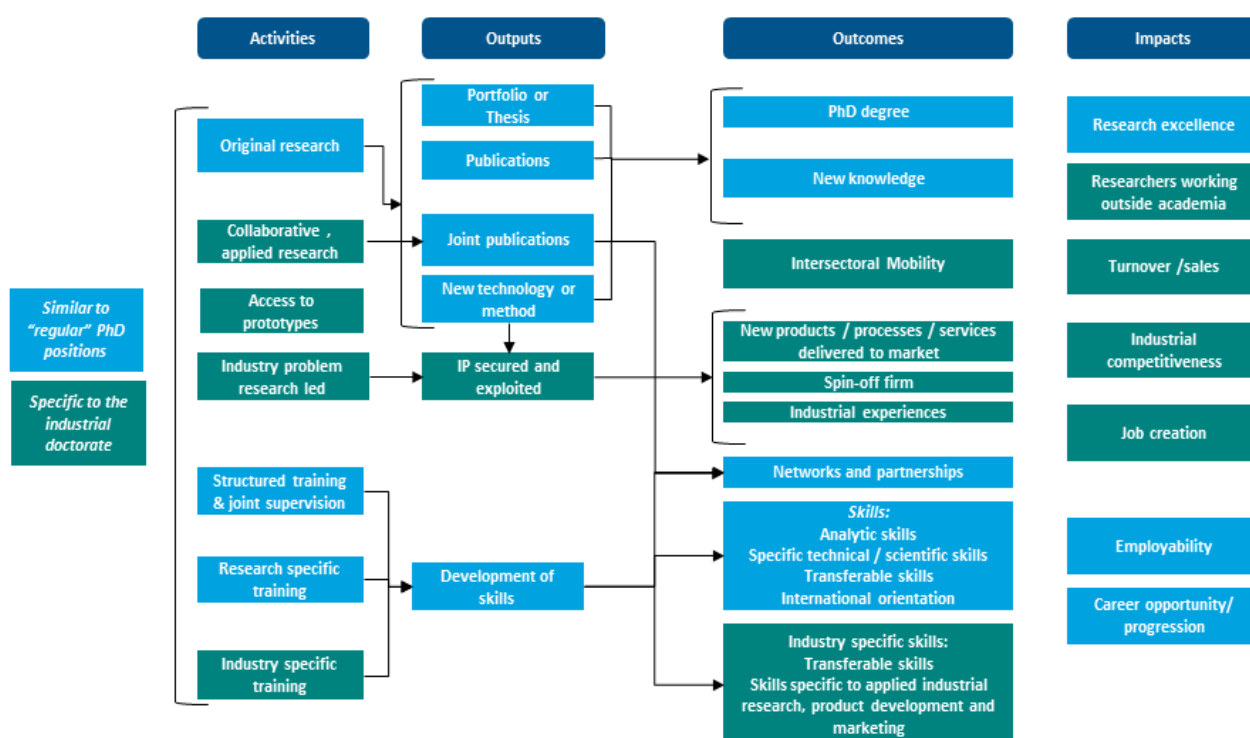 Activities
Outputs
Outcomes
Impacts
Similar to
“regular” PhD
positions
Specific to the
industrial
doctorate
Original research
Collaborative ,
applied research
Access to
prototypes
Industry problem
research led
Structured training
& joint supervision
Research specific
training
Industry specific
training
Portfolio or
Thesis
Publications
Joint publications
New technology or
method
IP secured and
exploited
Development of
skills
PhD degree
New knowledge
Intersectoral Mobility
New products / processes / services
delivered to market
Spin-off firm
Industrial experiences
Networks and partnerships
Skills:
Analytic skills
Specific technical / scientific skills
Transferable skills
International orientation
Industry specific skills:
Transferable skills
Skills specific to applied industrial
research, product development and
marketing
Research excellence
Researchers working
outside academia
Turnover /sales
Industrial
competitiveness
Job creation
Employability
Career opportunity/
progression